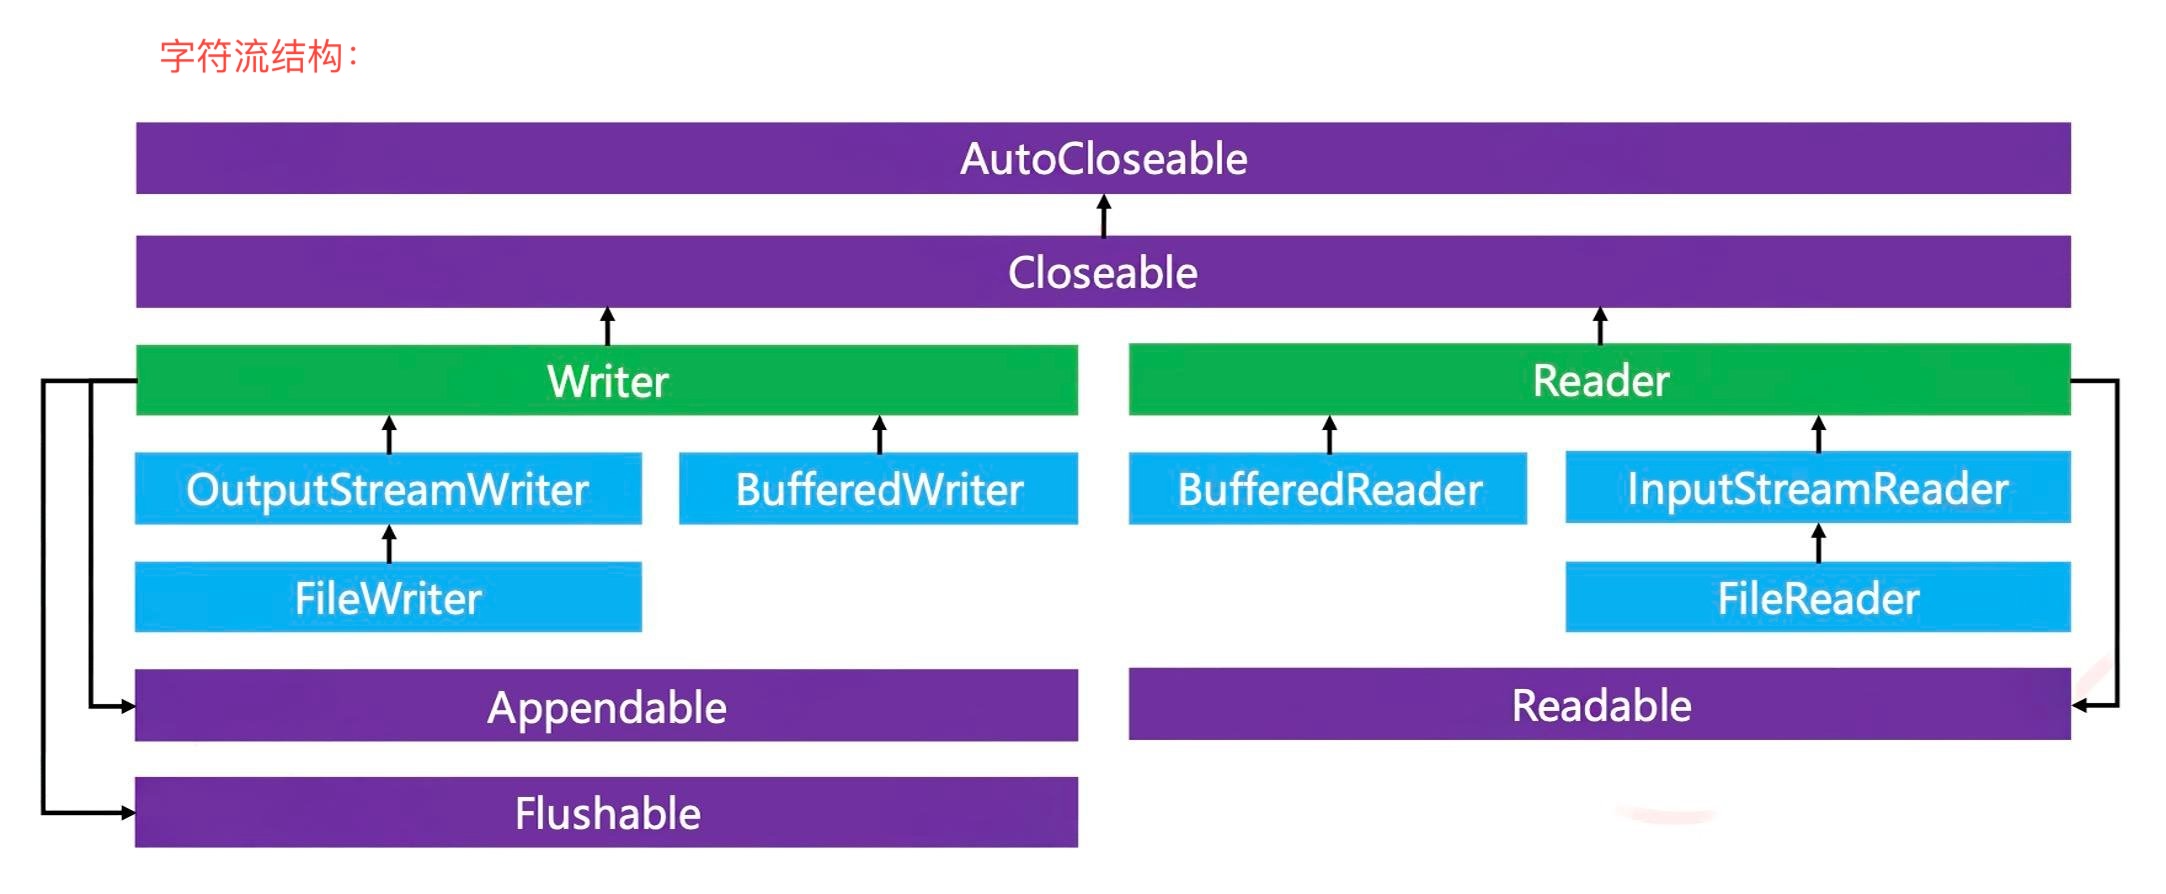 字符流结构：
AutoCloseable
Closeable
Writer
Reader
OutputStreamWriter
BufferedWriter
BufferedReader
InputStreamReader
FileWriter
FileReader
Appendable
Readable
Flushable